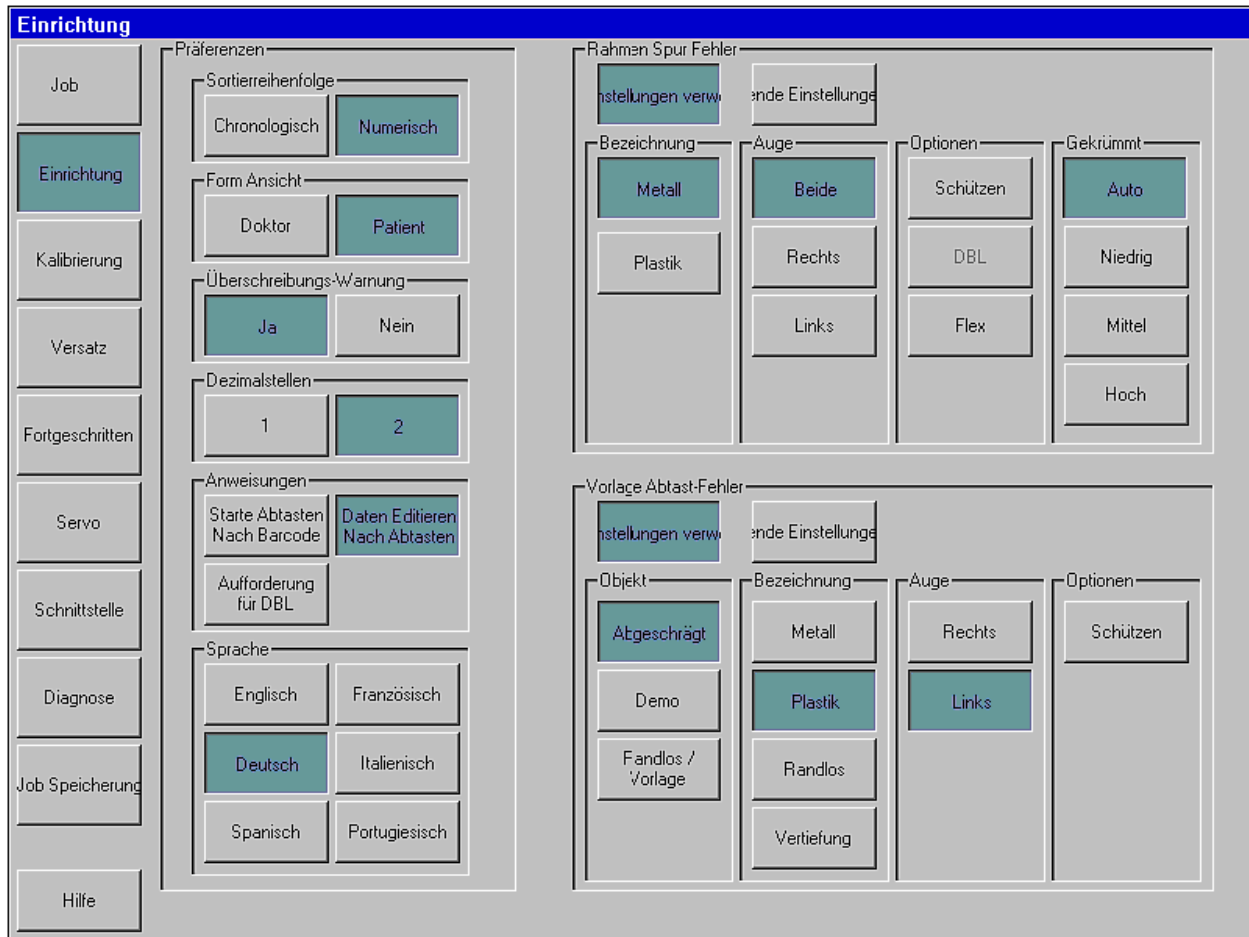 Einrichtung
Job
Einrichtung
Kalibrierung
Versatz
Fortgeschritten
Servo
Schnittstelle
Diagnose
Job Speicherung
Hilfe
Präferenzen
Sortierreihenfolge
Chronologisch
Numerisch
Form Ansicht
Doktor
Patient
Überschreibungs-Warnung
Ja
Nein
Dezimalstellen
1
2
Anweisungen
Starte Abtasten
Nach Barcode
Daten Editieren
Nach Abtasten
Aufforderung
für DBL
Sprache
Englisch
Französisch
Deutsch
Italienisch
Spanisch
Portugiesisch
Rahmen Spur Fehler
nstellungen verw
ende Einstellunge
Bezeichnung
Metall
Plastik
Auge
Beide
Rechts
Links
Optionen
Schützen
DBL
Flex
Gekrümmt
Auto
Niedrig
Mittel
Hoch
Vorlage Abtast-Fehler
nstellungen verw
ende Einstellunge
Objekt
Abgeschrägt
Demo
Fandlos /
Vorlage
Bezeichnung
Metall
Plastik
Randlos
Vertiefung
Auge
Rechts
Links
Optionen
Schützen